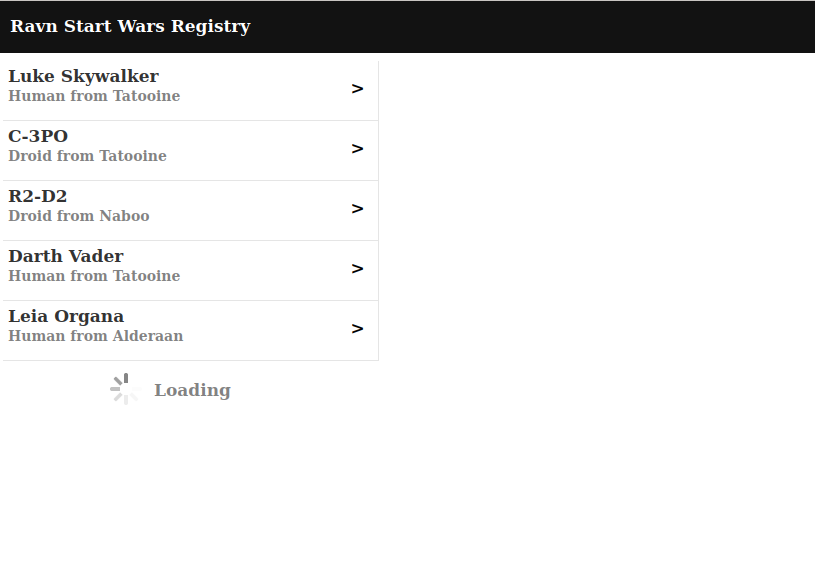 Ravn Start Wars Registry
Luke Skywalker
Human from Tatooine
>
C-3PO
Droid from Tatooine
>
R2-D2
Droid from Naboo
>
Darth Vader
Human from Tatooine
>
Leia Organa
Human from Alderaan
>
Loading